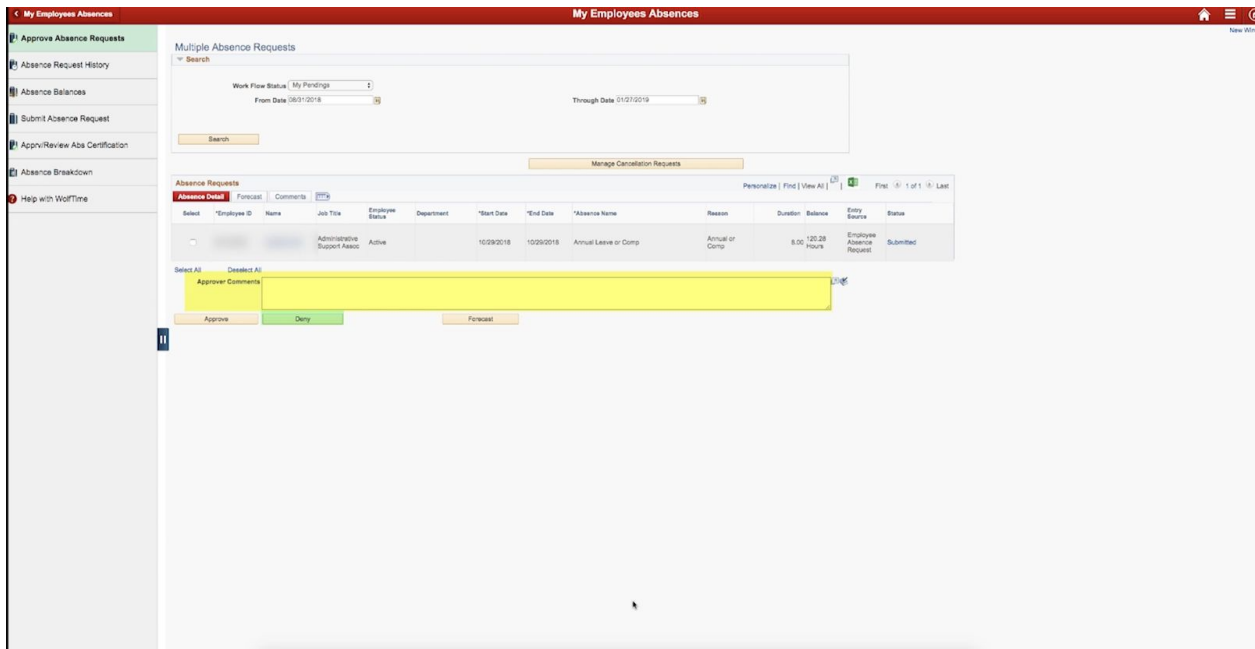 My Employees Absences
My Employees Absences
New Win
Approve Absence Requests
Absence Request History
Absence Balances
Submit Absence Request
Apprv/Review Abs Certification
Absence Breakdown
Help with WolfTime
Multiple Absence Requests
Search
Work Flow Status My Pendings
From Date 08/31/2018 Through Date 01/27/2019
Search
Manage Cancellation Requests
Absence Requests Personalize | Find | View All | | First 1 of 1 Last
Absence Detail Forecast Comments
Select *Employee ID Name Job Title Employee Status Department *Start Date *End Date *Absence Name Reason Duration Balance Entry Source Status
Administrative Support Assoc Active 10/29/2018 10/29/2018 Annual Leave or Comp Annual or Comp 8.00 120.28 Hours Employee Absence Request Submitted
Select All Deselect All
Approver Comments
Approve Deny Forecast